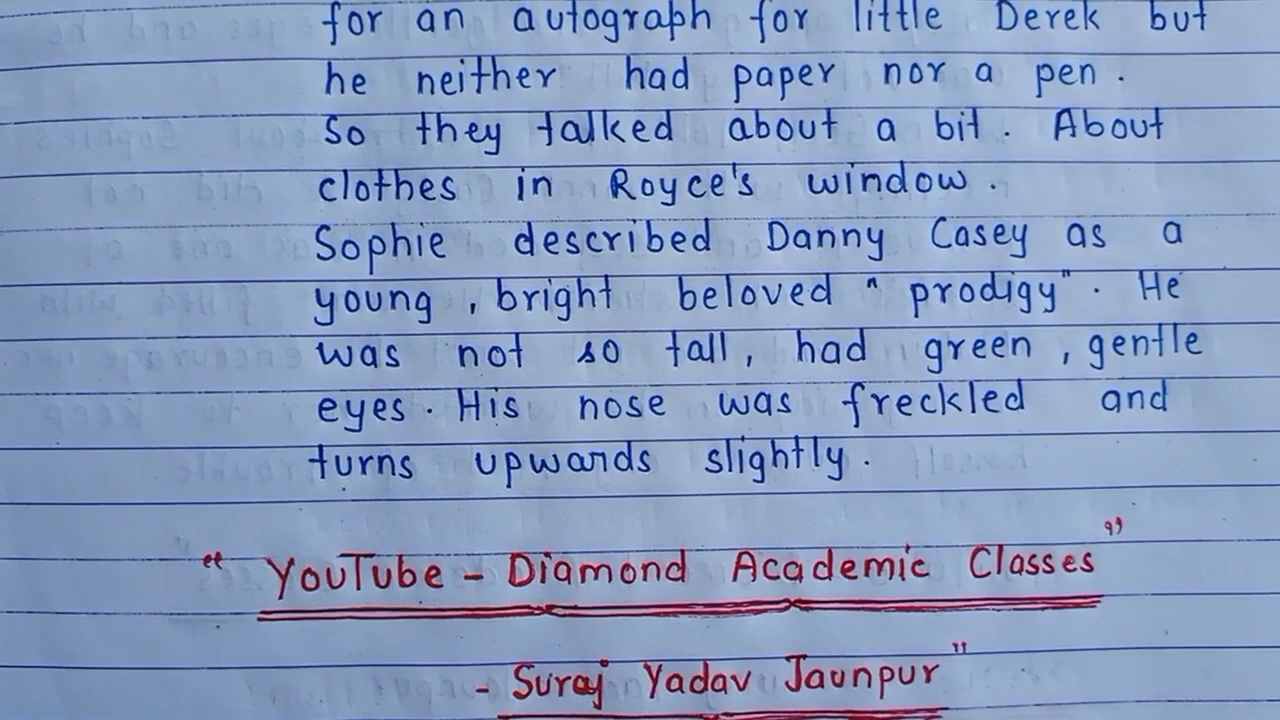 for an autograph for little Derek but
he neither had paper nor a pen.
So they talked about a bit. About
clothes in Royce's window.
Sophie described Danny Casey as a
young, bright beloved "prodigy". He
was not so tall, had green, gentle
eyes. His nose was freckled and
turns upwards slightly.
"YouTube - Diamond Academic Classes"
- Suraj Yadav Jaunpur"